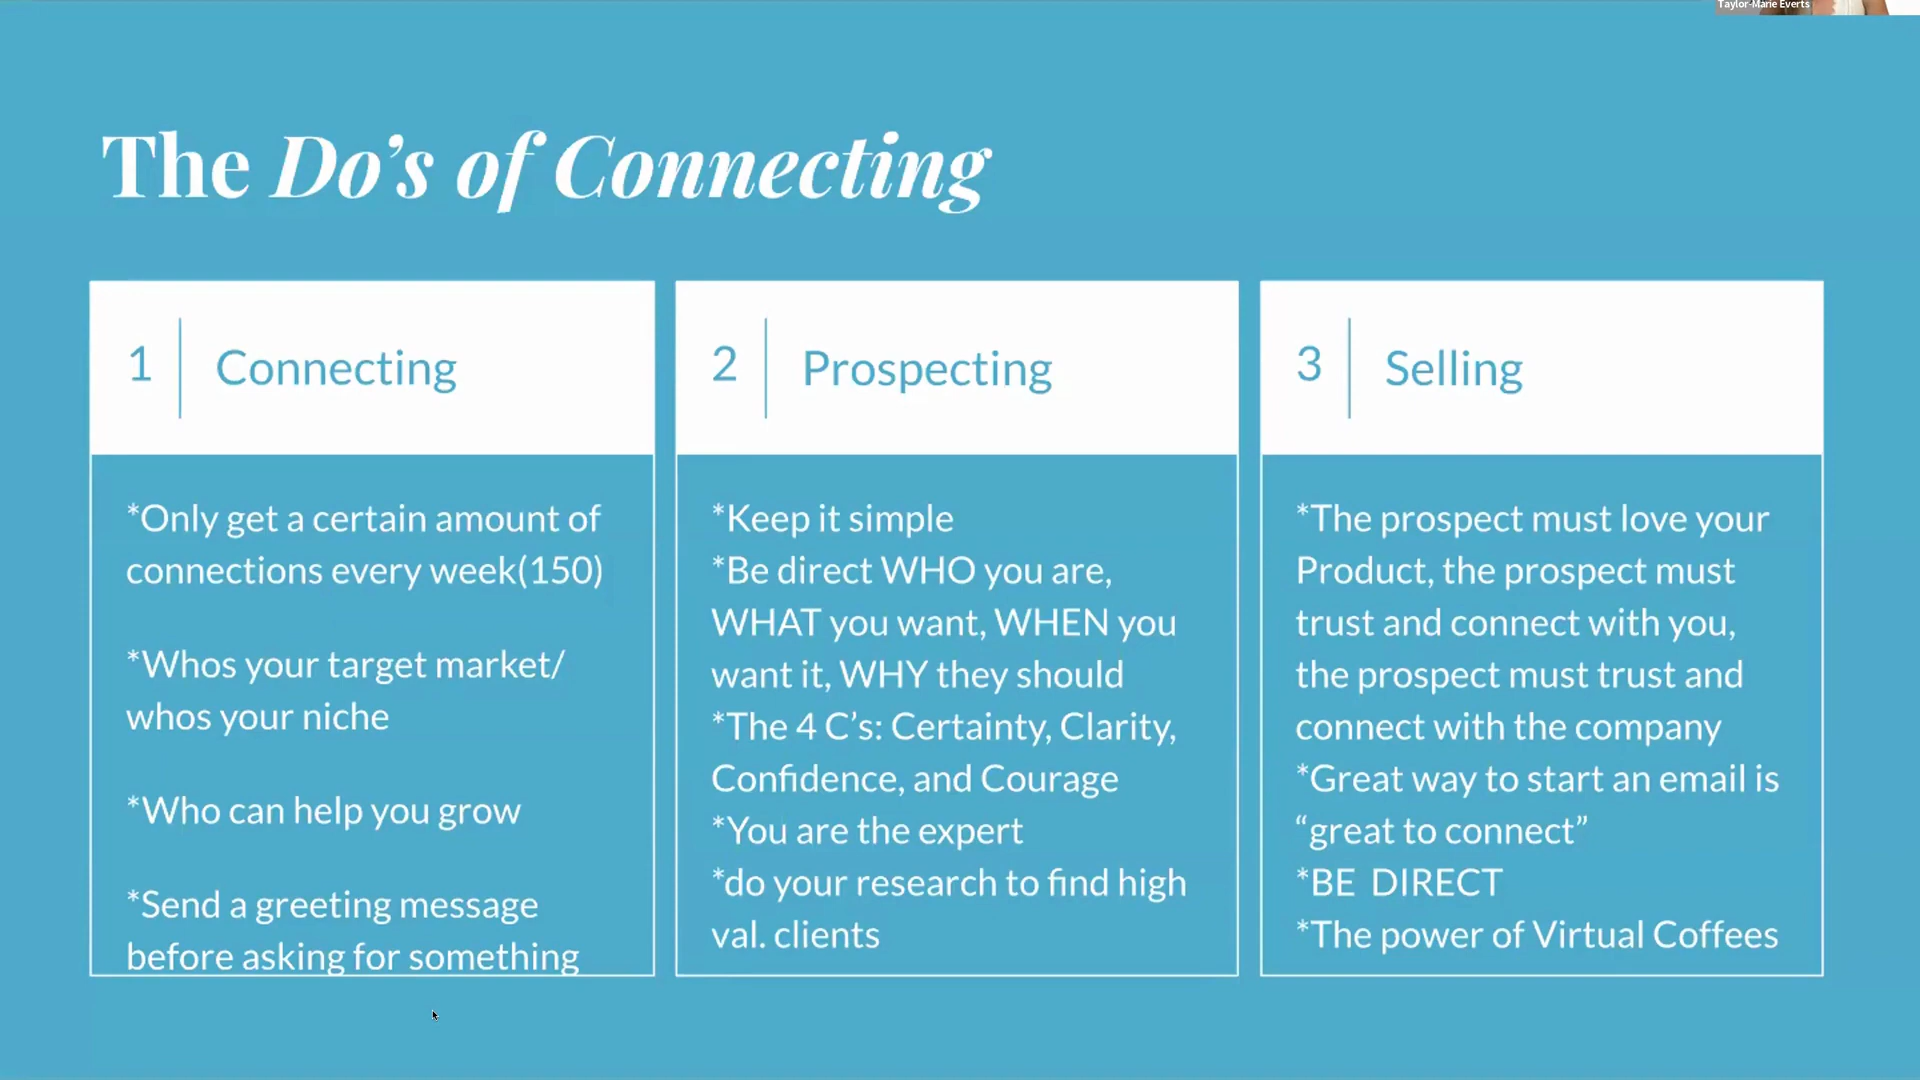 Taylor-Marie Everts
The Do’s of Connecting
1
Connecting
*Only get a certain amount of
connections every week(150)
*Whos your target market/
whos your niche
*Who can help you grow
*Send a greeting message
before asking for something
2
Prospecting
*Keep it simple
*Be direct WHO you are,
WHAT you want, WHEN you
want it, WHY they should
*The 4 C’s: Certainty, Clarity,
Confidence, and Courage
*You are the expert
*do your research to find high
val. clients
3
Selling
*The prospect must love your
Product, the prospect must
trust and connect with you,
the prospect must trust and
connect with the company
*Great way to start an email is
“great to connect”
*BE  DIRECT
*The power of Virtual Coffees